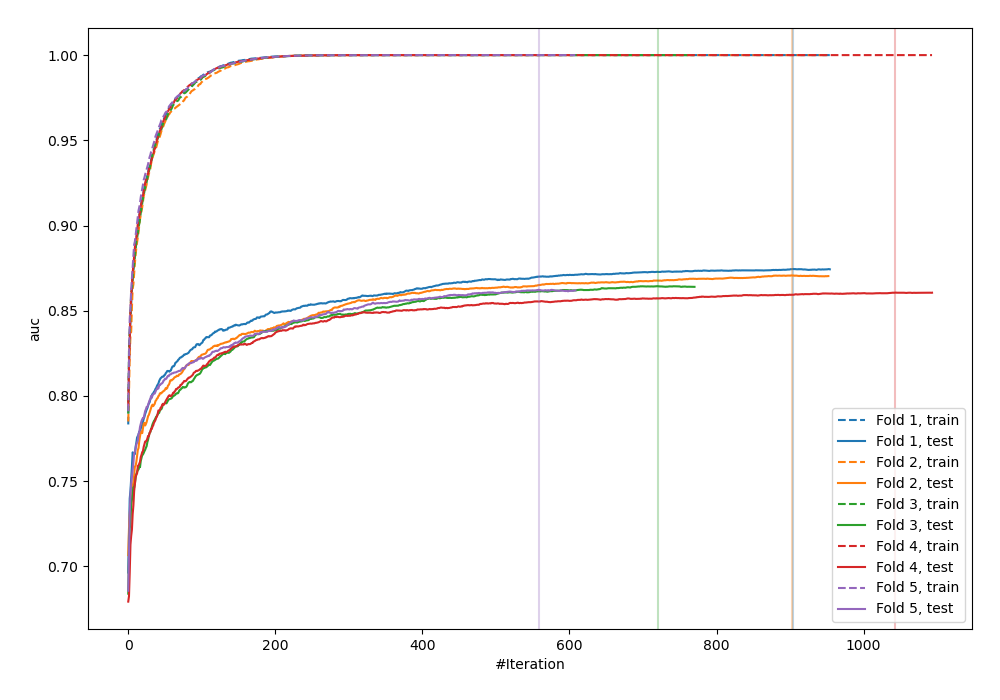 1.00
0.95
0.90
0.85
0.80
0.75
0.70
auc
0
200
400
600
800
1000
#Iteration
Fold 1, train
Fold 1, test
Fold 2, train
Fold 2, test
Fold 3, train
Fold 3, test
Fold 4, train
Fold 4, test
Fold 5, train
Fold 5, test